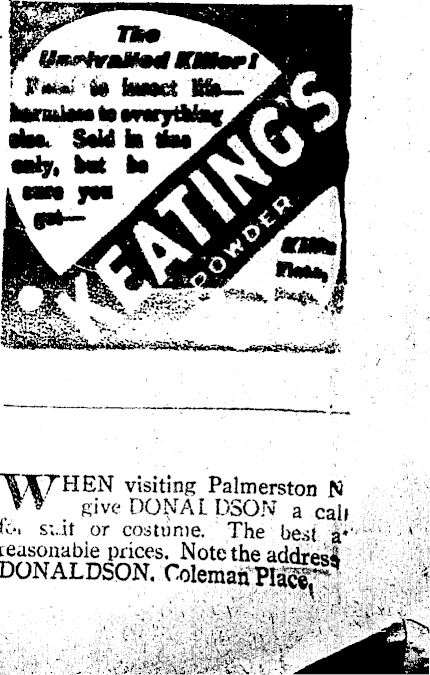 The
Unrivalled Killer!
Fatal to insect life—
harmless to everything
else. Sold in tins
only, but be
sure you
get—
KEATING'S
POWDER
Kills
Fleas,
WHEN visiting Palmerston N
give DONALDSON a call
for suit or costume. The best a
reasonable prices. Note the address
DONALDSON, Coleman Place,